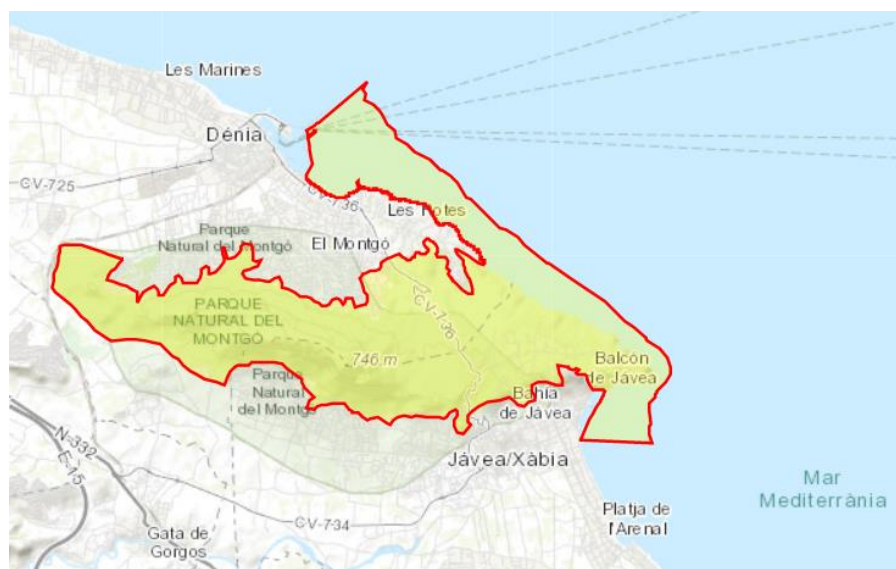 Les Marines
Dénia
CV-725
CV-736
Les Rotes
Parque
Natural del Montgó
El Montgó
PARQUE
NATURAL DEL
MONTGÓ
CV-736
746 m
Balcón
de Jávea
Parque
Natural
del Montgó
Bahía
de Jávea
N-332
E-15
Jávea/Xàbia
Mar
Mediterrània
CV-734
Platja de
l'Arenal
Gata de
Gorgos